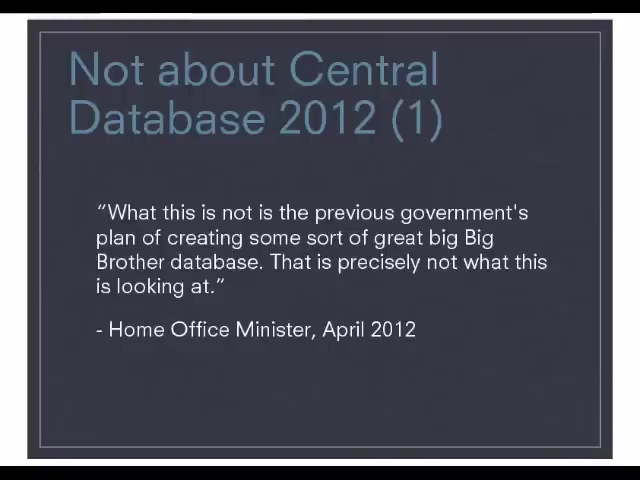 Not about Central
Database 2012 (1)
“What this is not is the previous government's
plan of creating some sort of great big Big
Brother database. That is precisely not what this
is looking at.”
- Home Office Minister, April 2012